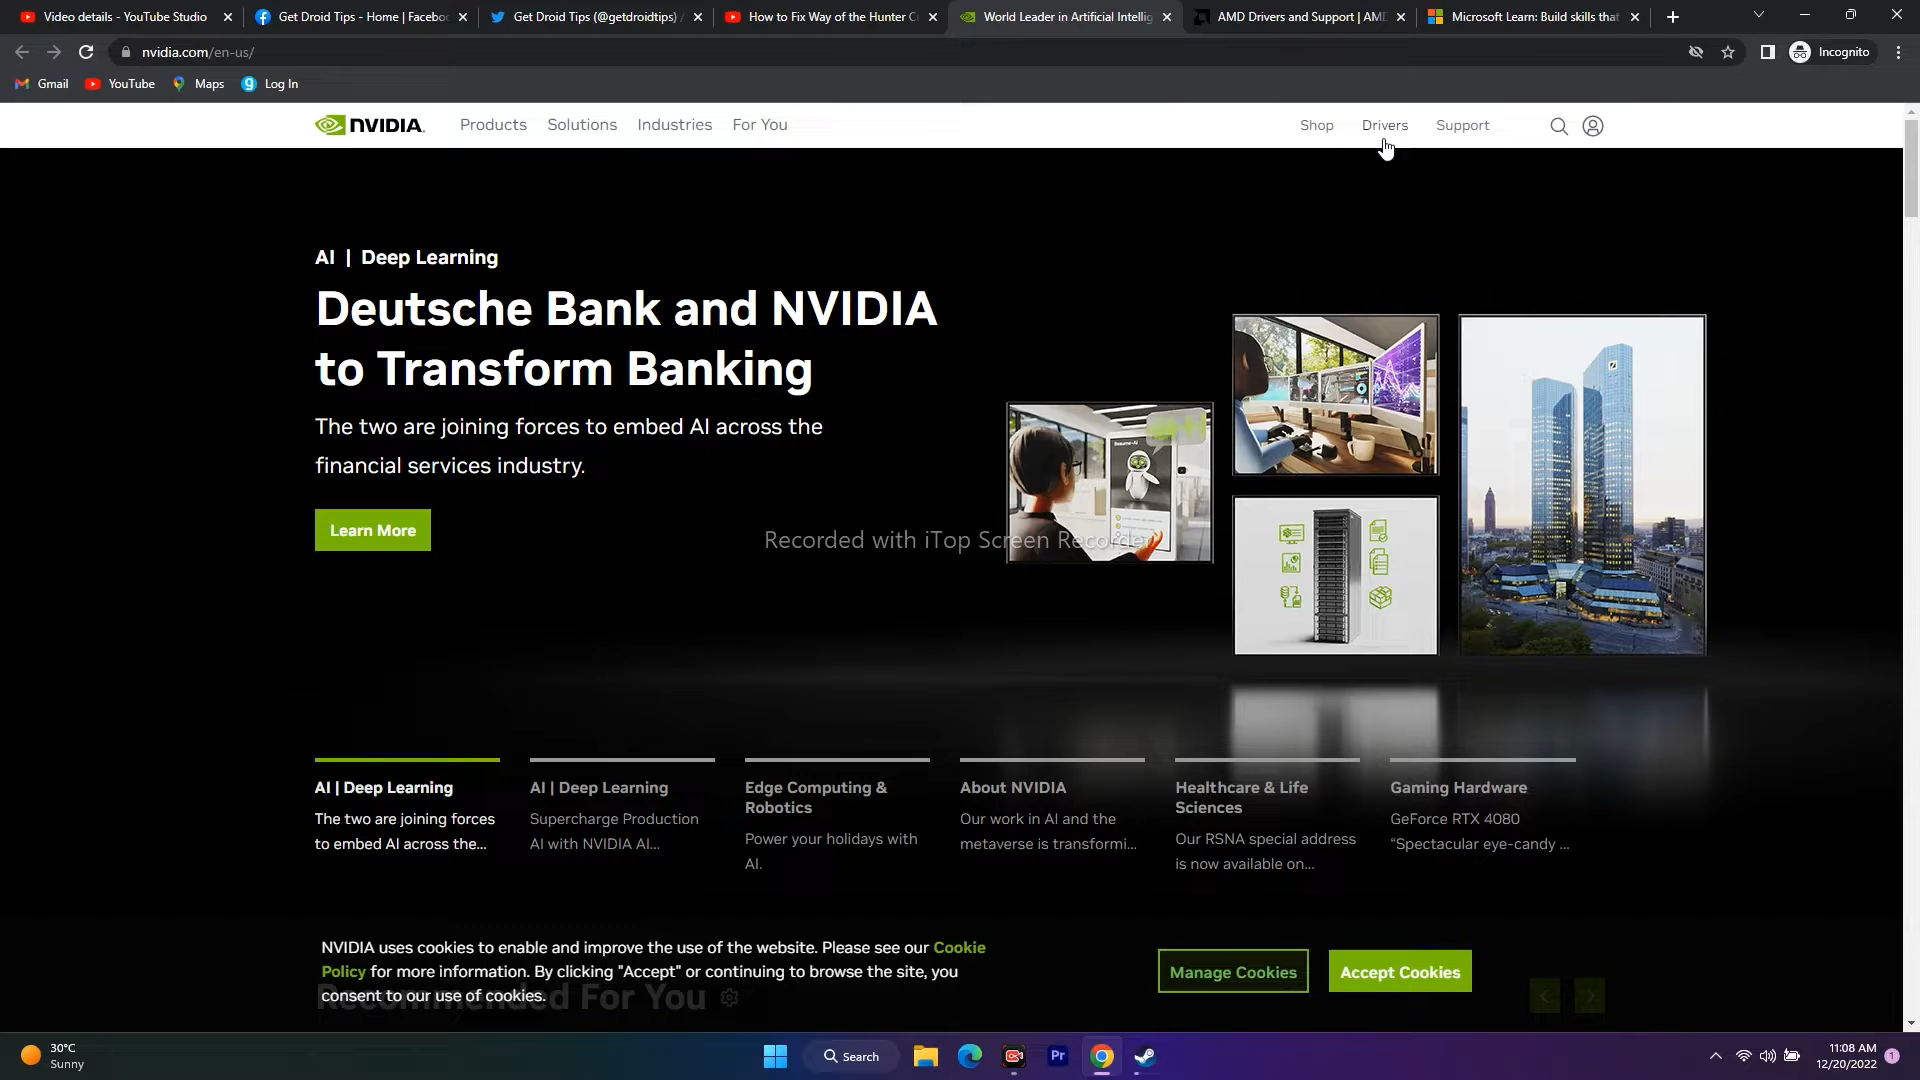 Video details - YouTube Studio
Get Droid Tips - Home | Facebo
Get Droid Tips (@getdroidtips) /
How to Fix Way of the Hunter C
World Leader in Artificial Intellig
AMD Drivers and Support | AMD
Microsoft Learn: Build skills that
nvidia.com/en-us/
Incognito
Gmail
YouTube
Maps
Log In
NVIDIA.
Products
Solutions
Industries
For You
Shop
Drivers
Support
AI | Deep Learning
Deutsche Bank and NVIDIA
to Transform Banking
The two are joining forces to embed AI across the
financial services industry.
Learn More
Recorded with iTop Screen Recorder
AI | Deep Learning
The two are joining forces
to embed AI across the...
AI | Deep Learning
Supercharge Production
AI with NVIDIA AI...
Edge Computing &
Robotics
Power your holidays with
AI.
About NVIDIA
Our work in AI and the
metaverse is transformi...
Healthcare & Life
Sciences
Our RSNA special address
is now available on...
Gaming Hardware
GeForce RTX 4080
“Spectacular eye-candy ...
NVIDIA uses cookies to enable and improve the use of the website. Please see our Cookie
Policy for more information. By clicking "Accept" or continuing to browse the site, you
consent to our use of cookies.
Manage Cookies
Accept Cookies
Recommended For You
30°C
Sunny
Search
Pr
11:08 AM
12/20/2022
1